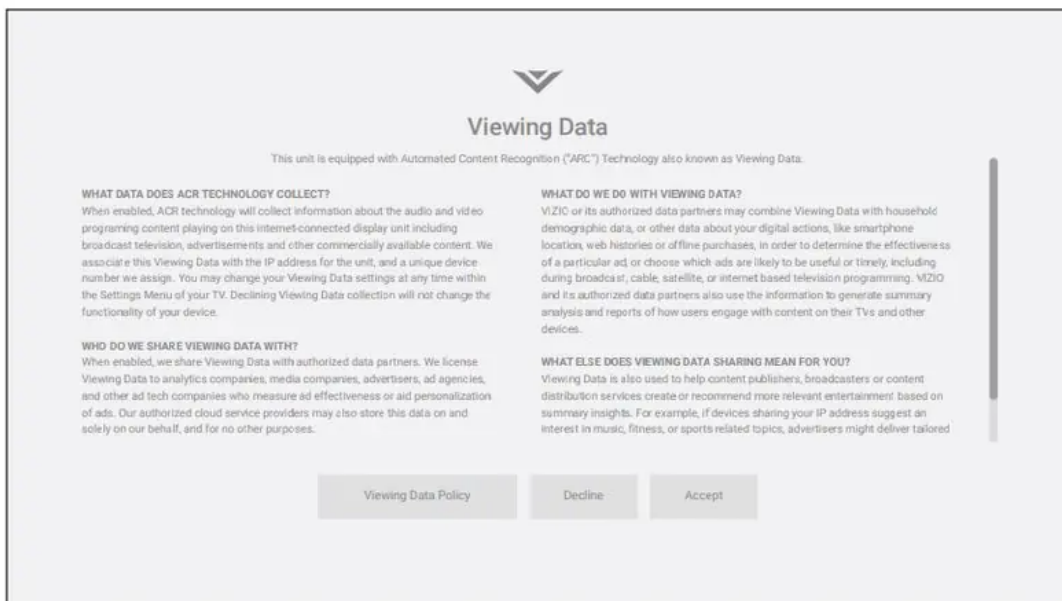 Viewing Data
This unit is equipped with Automated Content Recognition ("ARC") Technology also known as Viewing Data.
WHAT DATA DOES ACR TECHNOLOGY COLLECT?
When enabled, ACR technology will collect information about the audio and video
programing content playing on this internet-connected display unit including
broadcast television, advertisements and other commercially available content. We
associate this Viewing Data with the IP address for the unit, and a unique device
number we assign. You may change your Viewing Data settings at any time within
the Settings Menu of your TV. Declining Viewing Data collection will not change the
functionality of your device.
WHO DO WE SHARE VIEWING DATA WITH?
When enabled, we share Viewing Data with authorized data partners. We license
Viewing Data to analytics companies, media companies, advertisers, ad agencies,
and other ad tech companies who measure ad effectiveness or aid personalization
of ads. Our authorized cloud service providers may also store this data on and
solely on our behalf, and for no other purposes.
WHAT DO WE DO WITH VIEWING DATA?
VIZIO or its authorized data partners may combine Viewing Data with household
demographic data, or other data about your digital actions, like smartphone
location, web histories or offline purchases, in order to determine the effectiveness
of a particular ad, or choose which ads are likely to be useful or timely, including
during broadcast, cable, satellite, or internet based television programming. VIZIO
and its authorized data partners also use the information to generate summary
analysis and reports of how users engage with content on their TVs and other
devices.
WHAT ELSE DOES VIEWING DATA SHARING MEAN FOR YOU?
Viewing Data is also used to help content publishers, broadcasters or content
distribution services create or recommend more relevant entertainment based on
summary insights. For example, if devices sharing your IP address suggest an
interest in music, fitness, or sports related topics, advertisers might deliver tailored
Viewing Data Policy
Decline
Accept